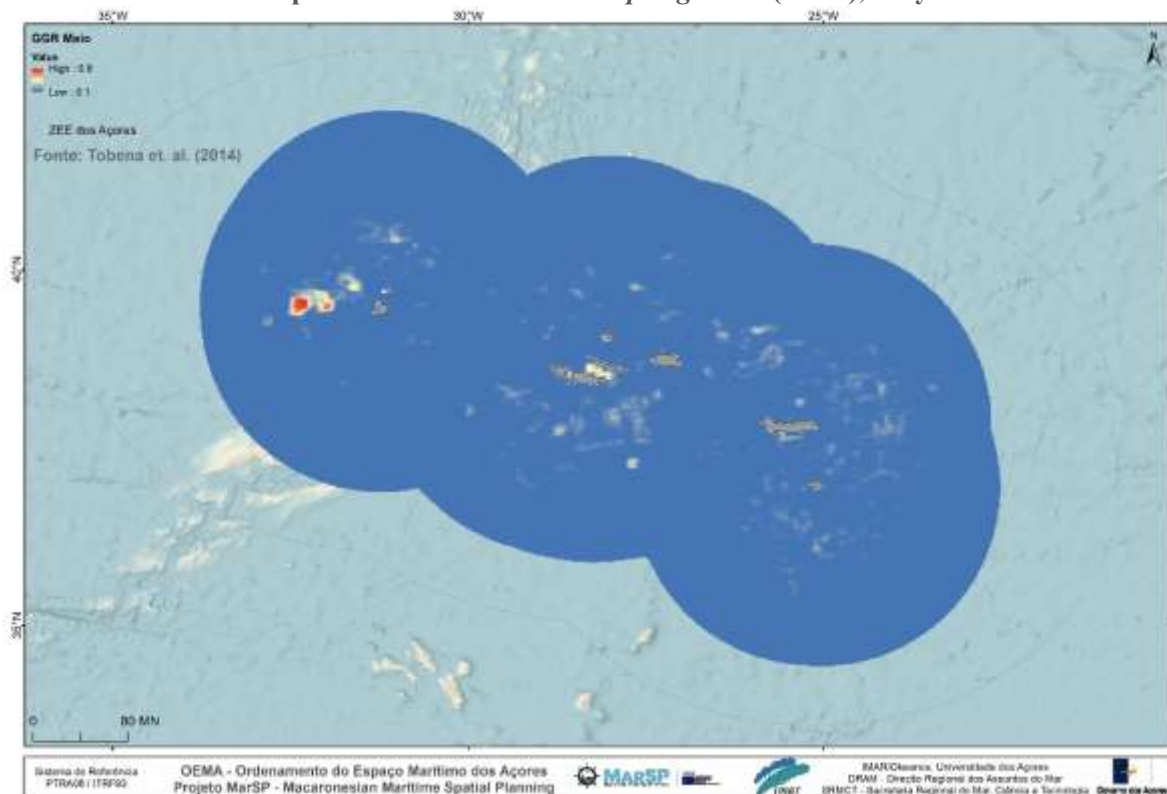 35°W 30°W 25°W
GGR Maio
Value
High : 0.9
Low : 0.1
ZEE dos Açores
Fonte: Tobena et. al. (2014)
N
40°N
35°N
0 80 MN
Sistema de Referência
PTRA08 / ITRF93
OEMA - Ordenamento do Espaço Marítimo dos Açores
Projeto MarSP - Macaronesian Maritime Spatial Planning
MARSP
IMAR/Okeanos, Universidade dos Açores
DRAM - Direção Regional dos Assuntos do Mar
SRMCT - Secretaria Regional do Mar, Ciência e Tecnologia
Governo dos Açores